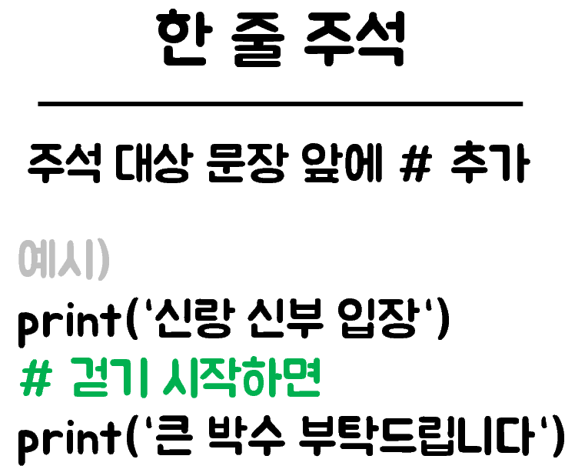 한 줄 주석
주석 대상 문장 앞에 # 추가
예시)
print('신랑 신부 입장')
# 걷기 시작하면
print('큰 박수 부탁드립니다')